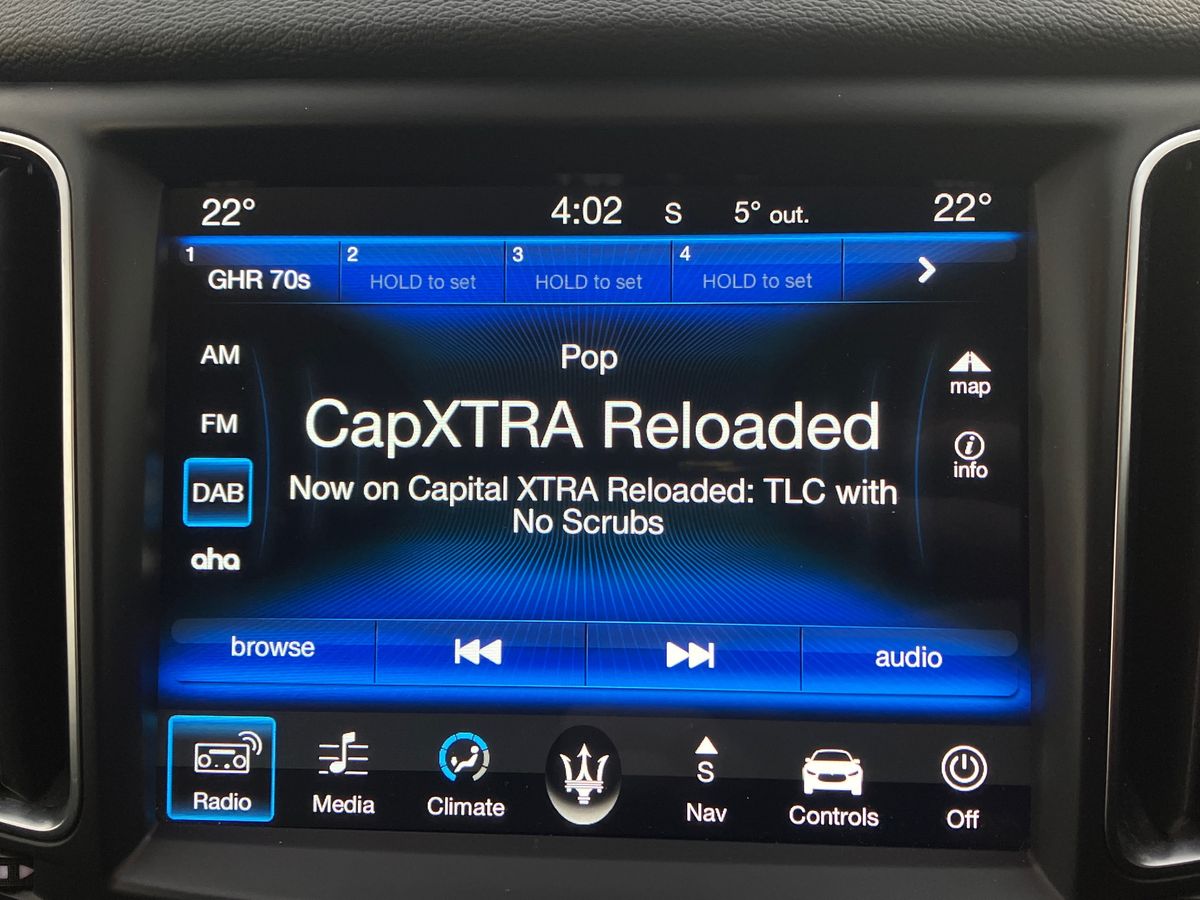 22° 4:02 S 5° out. 22°
1 2 3 4
GHR 70s HOLD to set HOLD to set HOLD to set
AM
Pop
map
CapXTRA Reloaded
FM
info
DAB
Now on Capital XTRA Reloaded: TLC with
No Scrubs
aha
browse audio
S
Radio Media Climate Nav Controls Off